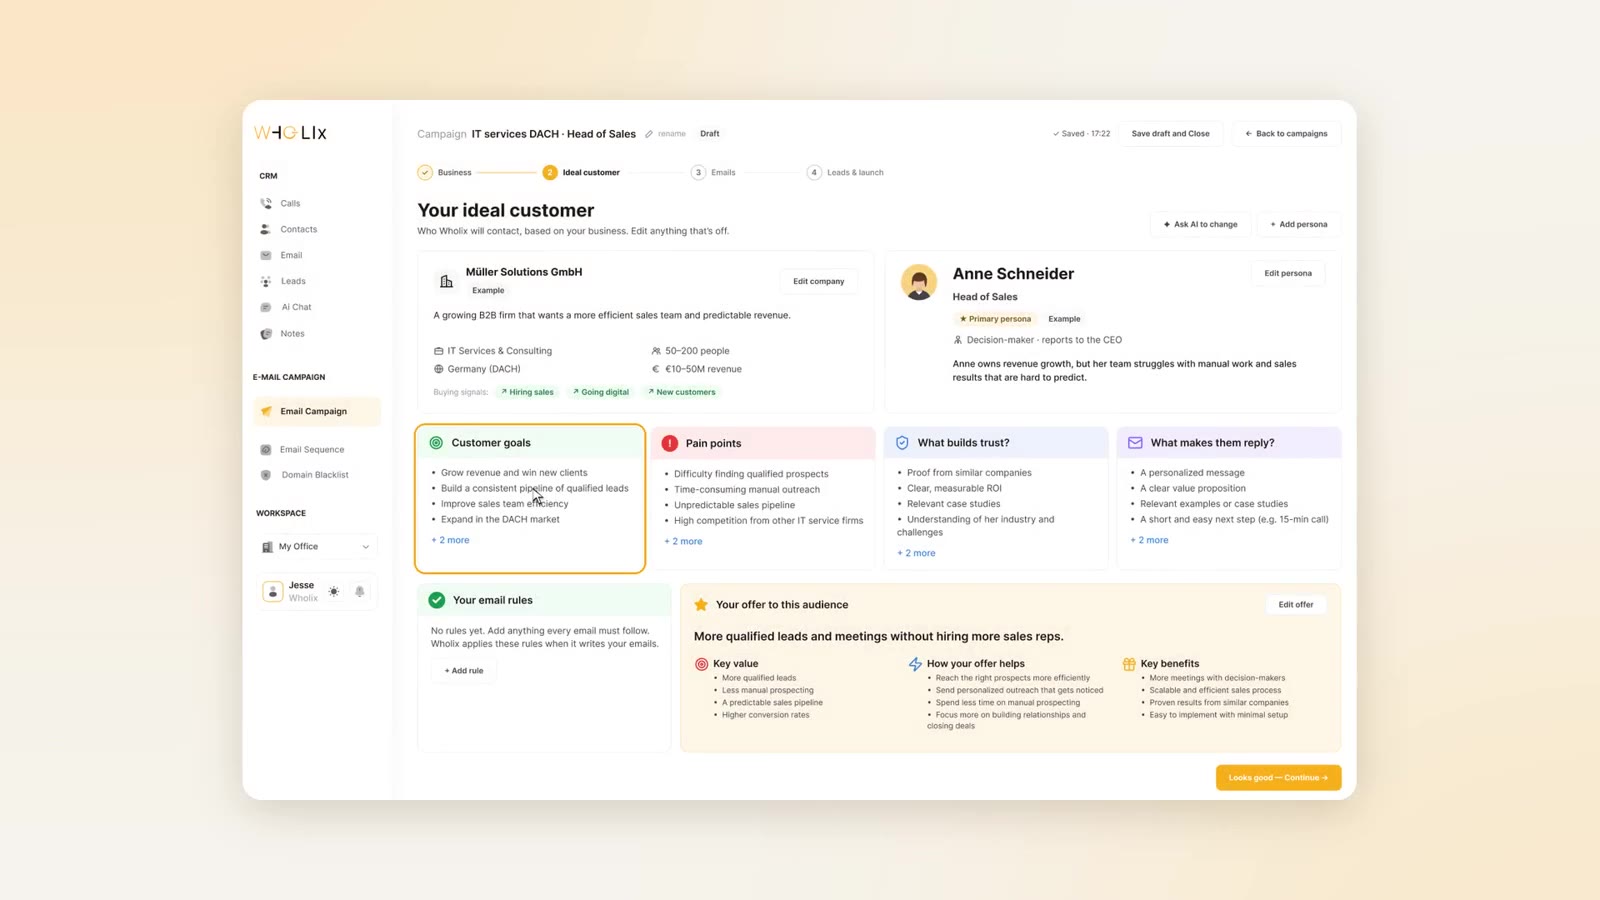 WHOLIX
Campaign IT services DACH · Head of Sales rename Draft
✓ Saved · 17:22 Save draft and Close ← Back to campaigns
CRM
Calls
Contacts
Email
Leads
Ai Chat
Notes
E-MAIL CAMPAIGN
Email Campaign
Email Sequence
Domain Blacklist
WORKSPACE
My Office
Jesse
Wholix
Business 2 Ideal customer 3 Emails 4 Leads & launch
Your ideal customer
Who Wholix will contact, based on your business. Edit anything that's off.
Ask AI to change + Add persona
Müller Solutions GmbH
Example
Edit company
A growing B2B firm that wants a more efficient sales team and predictable revenue.
IT Services & Consulting 50–200 people
Germany (DACH) € €10–50M revenue
Buying signals: ↗ Hiring sales ↗ Going digital ↗ New customers
Anne Schneider
Edit persona
Head of Sales
★ Primary persona Example
Decision-maker · reports to the CEO
Anne owns revenue growth, but her team struggles with manual work and sales
results that are hard to predict.
Customer goals
• Grow revenue and win new clients
• Build a consistent pipeline of qualified leads
• Improve sales team efficiency
• Expand in the DACH market
+ 2 more
Pain points
• Difficulty finding qualified prospects
• Time-consuming manual outreach
• Unpredictable sales pipeline
• High competition from other IT service firms
+ 2 more
What builds trust?
• Proof from similar companies
• Clear, measurable ROI
• Relevant case studies
• Understanding of her industry and
challenges
+ 2 more
What makes them reply?
• A personalized message
• A clear value proposition
• Relevant examples or case studies
• A short and easy next step (e.g. 15-min call)
+ 2 more
Your email rules
No rules yet. Add anything every email must follow.
Wholix applies these rules when it writes your emails.
+ Add rule
Your offer to this audience
Edit offer
More qualified leads and meetings without hiring more sales reps.
Key value
• More qualified leads
• Less manual prospecting
• A predictable sales pipeline
• Higher conversion rates
How your offer helps
• Reach the right prospects more efficiently
• Send personalized outreach that gets noticed
• Spend less time on manual prospecting
• Focus more on building relationships and
closing deals
Key benefits
• More meetings with decision-makers
• Scalable and efficient sales process
• Proven results from similar companies
• Easy to implement with minimal setup
Looks good — Continue →